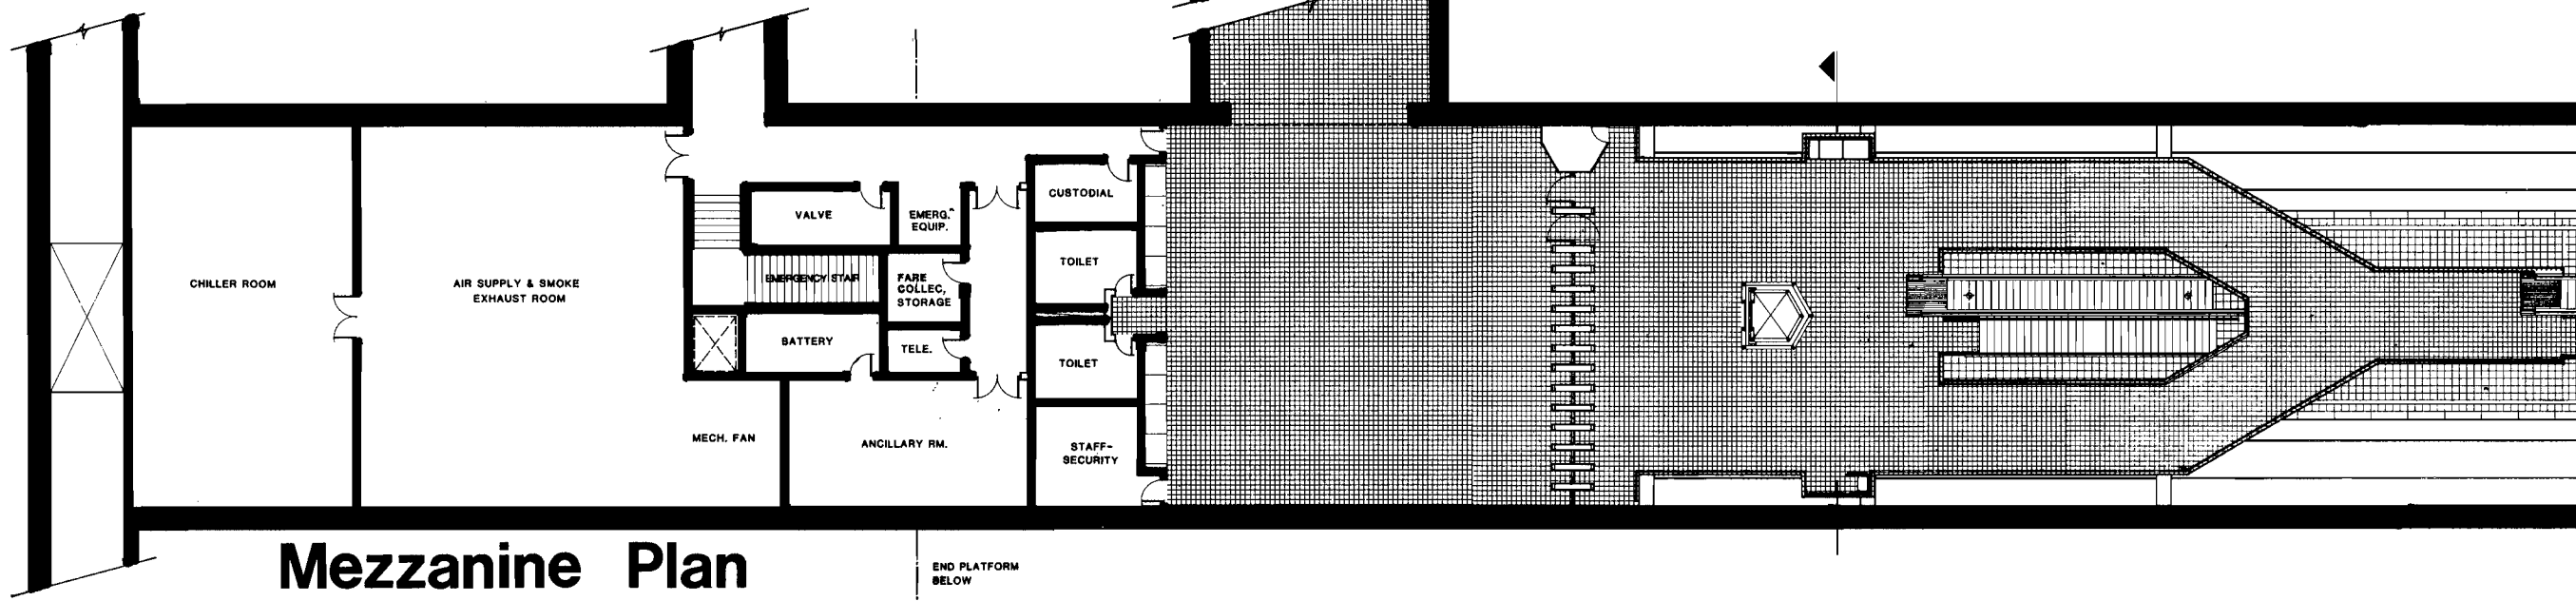 CHILLER ROOM
AIR SUPPLY & SMOKE
EXHAUST ROOM
VALVE
EMERG.
EQUIP.
EMERGENCY STAIR
FARE
COLLEC,
STORAGE
BATTERY
TELE.
MECH. FAN
ANCILLARY RM.
CUSTODIAL
TOILET
TOILET
STAFF-
SECURITY
Mezzanine Plan
END PLATFORM
BELOW